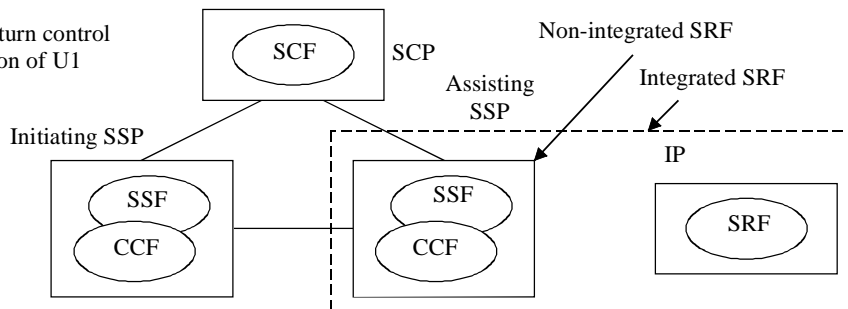 turn control
on of U1
SCF
SCP
Non-integrated SRF
Assisting
SSP
Integrated SRF
Initiating SSP
IP
SSF
CCF
SSF
CCF
SRF